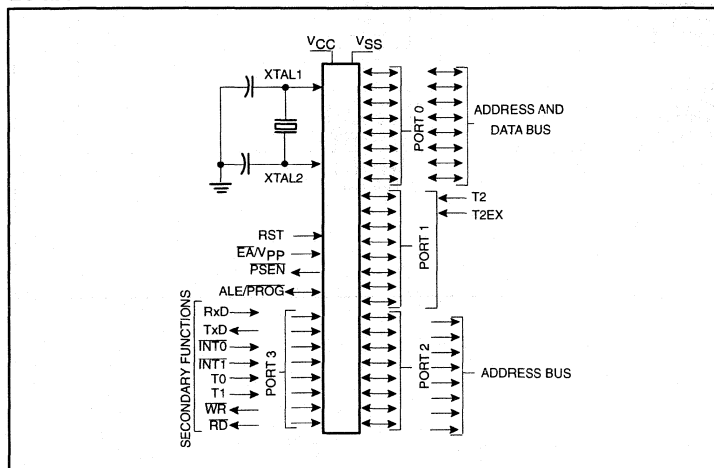 VCC VSS
XTAL1
XTAL2
PORT 0
ADDRESS AND
DATA BUS
PORT 1
T2
T2EX
RST
EA/VPP
PSEN
ALE/PROG
SECONDARY FUNCTIONS
RxD
TxD
INT0
INT1
T0
T1
WR
RD
PORT 3
PORT 2
ADDRESS BUS